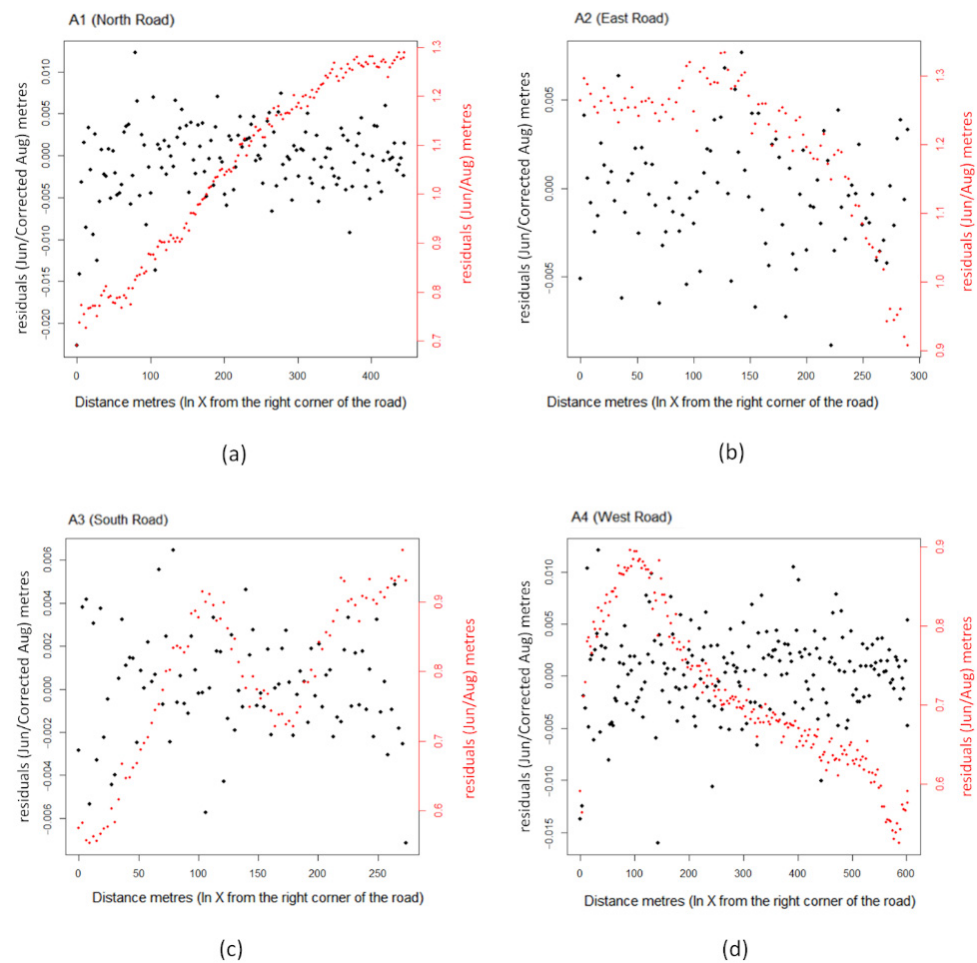 A1 (North Road)
residuals (Jun/Corrected Aug) metres
0.010
0.005
0.000
-0.005
-0.010
-0.015
-0.020
0 100 200 300 400
1.3
1.2
1.1
1.0
0.9
0.8
0.7
residuals (Jun/Aug) metres
Distance metres (In X from the right corner of the road)
(a)
A2 (East Road)
residuals (Jun/Corrected Aug) metres
0.005
0.000
-0.005
0 50 100 150 200 250 300
1.3
1.2
1.1
1.0
0.9
residuals (Jun/Aug) metres
Distance metres (In X from the right corner of the road)
(b)
A3 (South Road)
residuals (Jun/Corrected Aug) metres
0.006
0.004
0.002
0.000
-0.002
-0.004
-0.006
0 50 100 150 200 250
0.9
0.8
0.7
0.6
residuals (Jun/Aug) metres
Distance metres (In X from the right corner of the road)
(c)
A4 (West Road)
residuals (Jun/Corrected Aug) metres
0.010
0.005
0.000
-0.005
-0.010
-0.015
0 100 200 300 400 500 600
0.9
0.8
0.7
0.6
residuals (Jun/Aug) metres
Distance metres (In X from the right corner of the road)
(d)